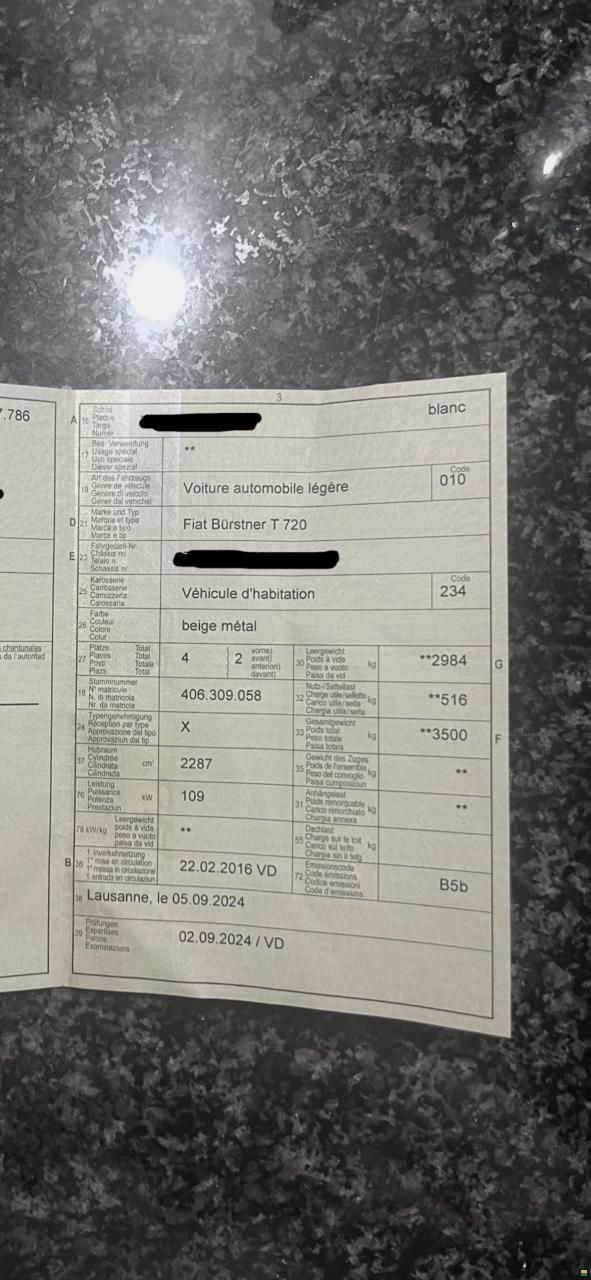 3
7.786
A 15 Schild
Plaque
Targa
Numer
blanc
17 Bes. Verwendung
Usage spécial
Uso speciale
Diever spezial
**
19 Art des Fahrzeugs
Genre de véhicule
Genere di veicolo
Gener dal vehichel
Voiture automobile légère
Code
010
D 21 Marke und Typ
Marque et type
Marca e tipo
Marca e tip
Fiat Bürstner T 720
E 23 Fahrgestell-Nr.
Châssis no
Telaio n.
Schassis nr.
25 Karosserie
Carrosserie
Carrozzeria
Carossaria
Véhicule d'habitation
Code
234
26 Farbe
Couleur
Colore
Colur
beige métal
27 Plätze: Total
Places: Total
Posti: Totale
Plazs: Total
4
2
vorne)
avant)
anteriori)
davant)
30 Leergewicht
Poids à vide
Peso a vuoto
Paisa da vid
kg
**2984
G
chantunalas
da l'autoritad
18 Stammnummer
N° matricule
N. di matricola
Nr. da matricla
406.309.058
32 Nutz-/Sattellast
Charge utile/sellette
Carico utile/sella
Chargia utila/sella
kg
**516
24 Typengenehmigung
Réception par type
Approvazione del tipo
Approvaziun dal tip
X
33 Gesamtgewicht
Poids total
Peso totale
Paisa totala
kg
**3500
F
37 Hubraum
Cylindrée
Cilindrata
Cilindrada
cm³
2287
35 Gewicht des Zuges
Poids de l'ensemble
Peso del convoglio
Paisa cumposiziun
kg
**
76 Leistung
Puissance
Potenza
Prestaziun
kW
109
31 Anhängelast
Poids remorquable
Carico rimorchiato
Chargia annexa
kg
**
78 kW/kg
Leergewicht
poids à vide
peso a vuoto
paisa da vid
**
55 Dachlast
Charge sur le toit
Carico sul tetto
Chargia sin il tetg
kg
B 36 1. Inverkehrsetzung
1re mise en circulation
1a messa in circolazione
1. entrada en circulaziun
22.02.2016 VD
72 Emissionscode
Code émissions
Codice emissioni
Code d'emissiuns
B5b
38 Lausanne, le 05.09.2024
39 Prüfungen
Expertises
Perizie
Examinaziuns
02.09.2024 / VD